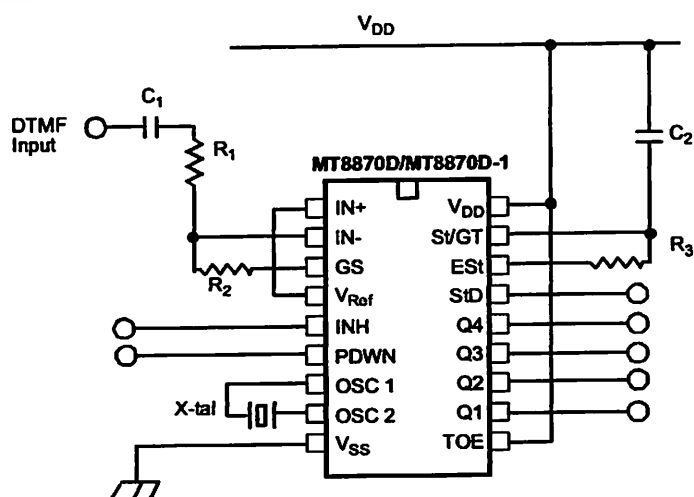 VDD
C1
DTMF
Input
R1
C2
MT8870D/MT8870D-1
IN+
VDD
IN-
St/GT
R3
GS
ESt
R2
VRef
StD
INH
Q4
PDWN
Q3
OSC 1
Q2
X-tal
OSC 2
Q1
VSS
TOE